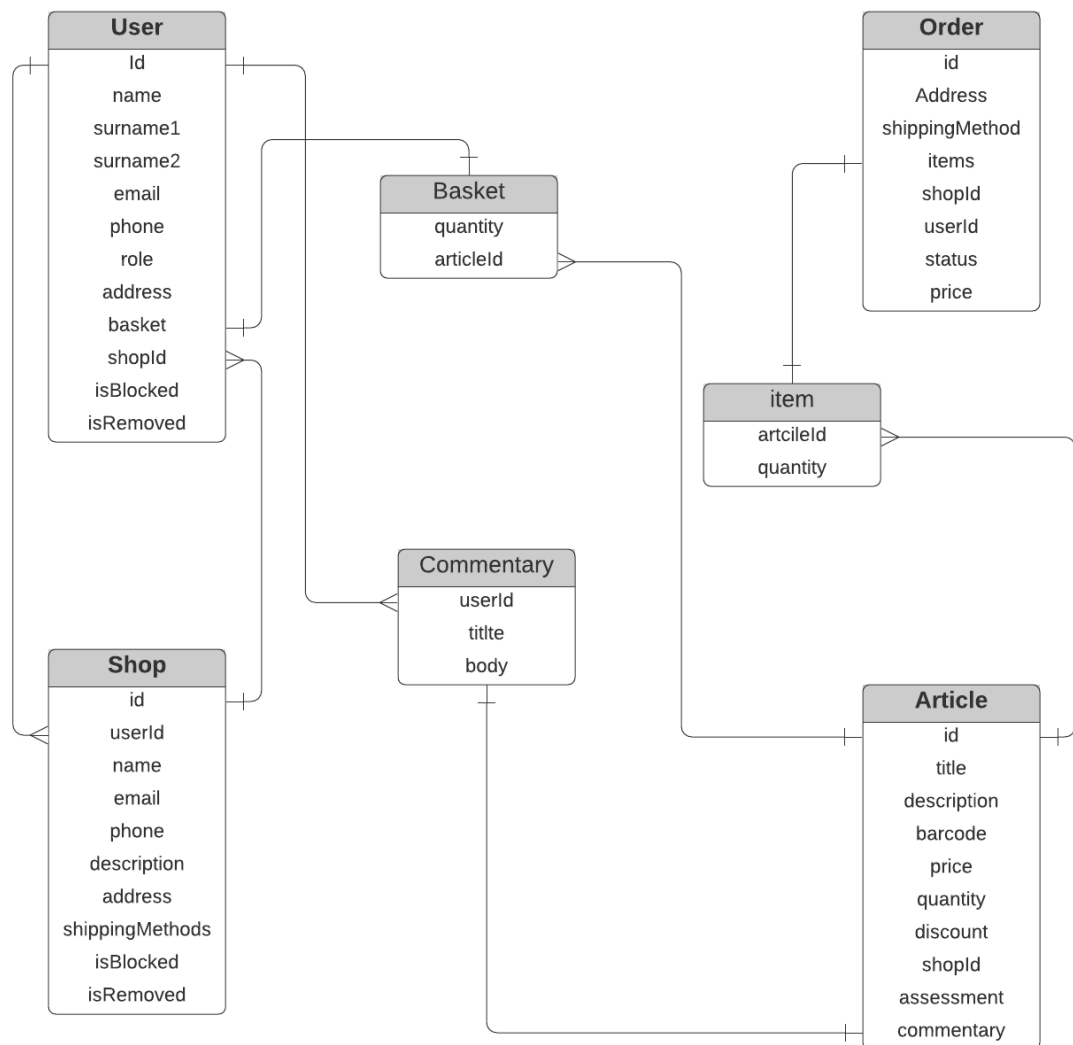 User
Id
name
surname1
surname2
email
phone
role
address
basket
shopId
isBlocked
isRemoved
Order
id
Address
shippingMethod
items
shopId
userId
status
price
Basket
quantity
articleId
item
artcileId
quantity
Commentary
userId
titlte
body
Shop
id
userId
name
email
phone
description
address
shippingMethods
isBlocked
isRemoved
Article
id
title
description
barcode
price
quantity
discount
shopId
assessment
commentary